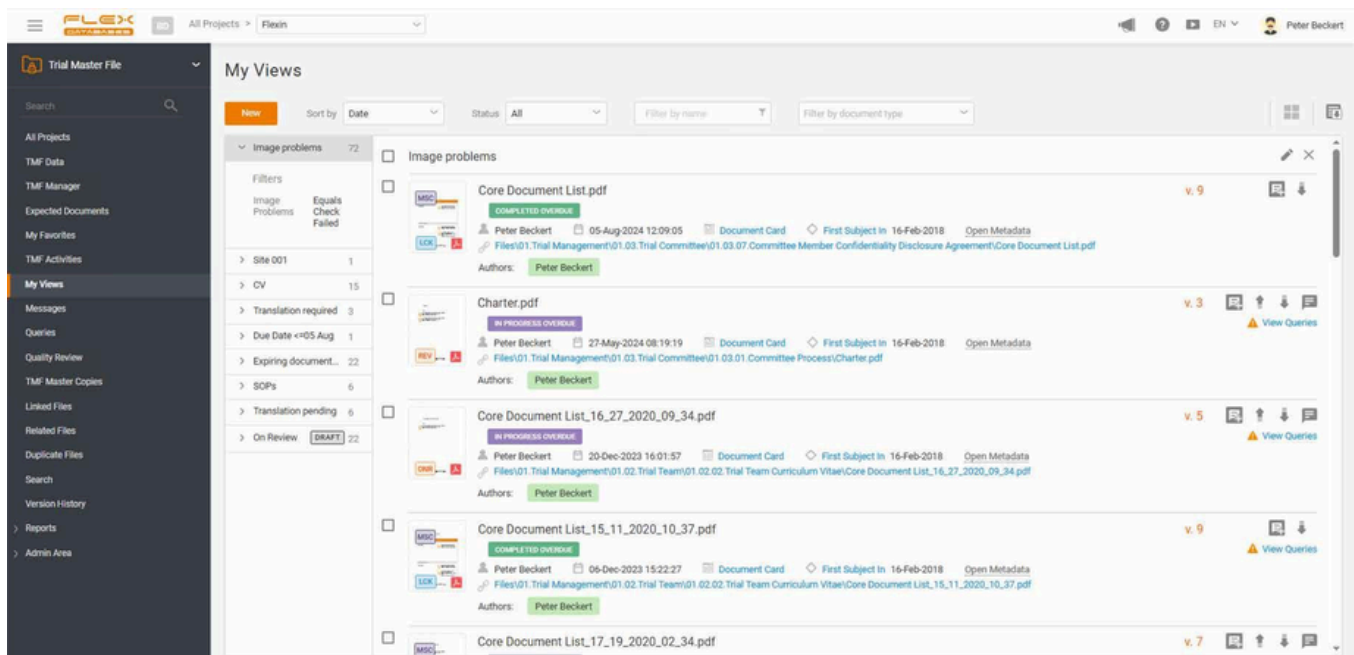 FLEX DATABASES BD All Projects > Flexin EN Peter Beckert
Trial Master File
Search
All Projects
TMF Data
TMF Manager
Expected Documents
My Favorites
TMF Activities
My Views
Messages
Queries
Quality Review
TMF Master Copies
Linked Files
Related Files
Duplicate Files
Search
Version History
Reports
Admin Area
My Views
New Sort by Date Status All Filter by name Filter by document type
Image problems 72
Filters
Image Problems Equals Check Failed
Site 001 1
CV 15
Translation required 3
Due Date <=05 Aug 1
Expiring document... 22
SOPs 6
Translation pending 6
On Review DRAFT 22
Image problems
MSC
LCK
Core Document List.pdf v. 9
COMPLETED OVERDUE
Peter Beckert 05-Aug-2024 12:09:05 Document Card First Subject In 16-Feb-2018 Open Metadata
Files\01.Trial Management\01.03.Trial Committee\01.03.07.Committee Member Confidentiality Disclosure Agreement\Core Document List.pdf
Authors: Peter Beckert
REV
Charter.pdf v. 3
IN PROGRESS OVERDUE View Queries
Peter Beckert 27-May-2024 08:19:19 Document Card First Subject In 16-Feb-2018 Open Metadata
Files\01.Trial Management\01.03.Trial Committee\01.03.01.Committee Process\Charter.pdf
Authors: Peter Beckert
ONR
Core Document List_16_27_2020_09_34.pdf v. 5
IN PROGRESS OVERDUE View Queries
Peter Beckert 20-Dec-2023 16:01:57 Document Card First Subject In 16-Feb-2018 Open Metadata
Files\01.Trial Management\01.02.Trial Team\01.02.02.Trial Team Curriculum Vitae\Core Document List_16_27_2020_09_34.pdf
Authors: Peter Beckert
MSC
LCK
Core Document List_15_11_2020_10_37.pdf v. 9
COMPLETED OVERDUE View Queries
Peter Beckert 06-Dec-2023 15:22:27 Document Card First Subject In 16-Feb-2018 Open Metadata
Files\01.Trial Management\01.02.Trial Team\01.02.02.Trial Team Curriculum Vitae\Core Document List_15_11_2020_10_37.pdf
Authors: Peter Beckert
MSC
Core Document List_17_19_2020_02_34.pdf v. 7